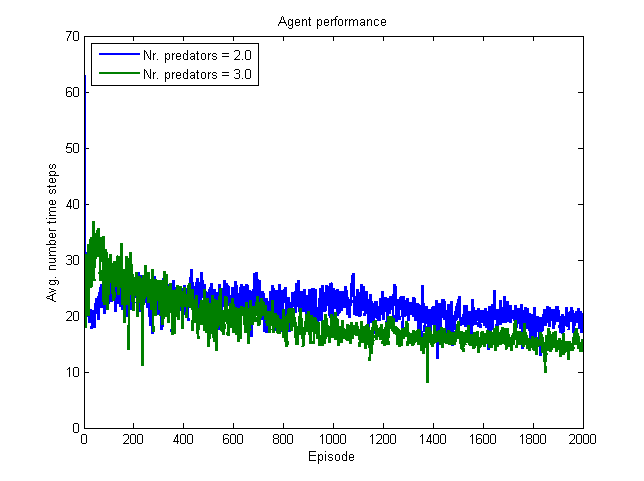 Agent performance
Nr. predators = 2.0
Nr. predators = 3.0
Avg. number time steps
70
60
50
40
30
20
10
0
0 200 400 600 800 1000 1200 1400 1600 1800 2000
Episode